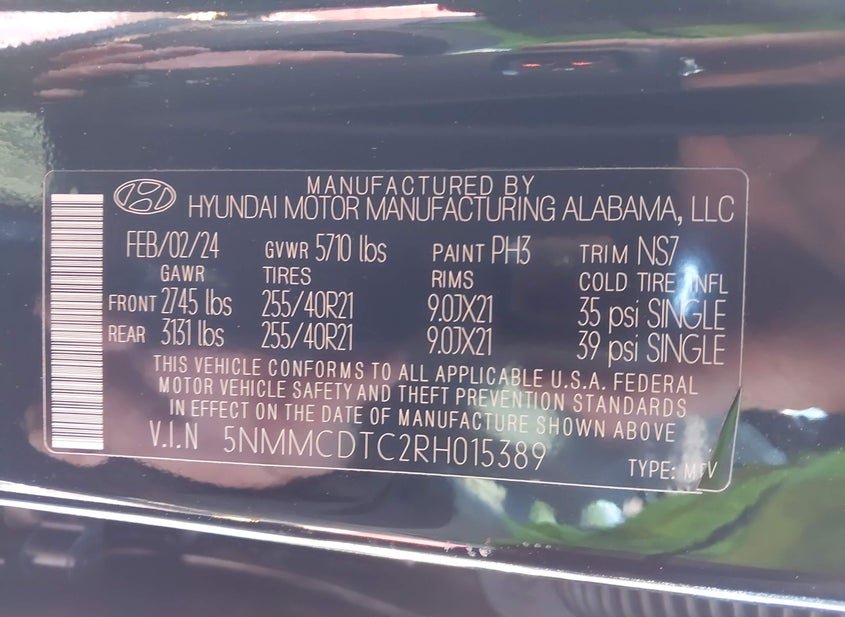 MANUFACTURED BY
HYUNDAI MOTOR MANUFACTURING ALABAMA, LLC
FEB/02/24 GVWR 5710 lbs PAINT PH3 TRIM NS7
GAWR TIRES RIMS COLD TIRE INFL
FRONT 2745 lbs 255/40R21 9.0JX21 35 psi SINGLE
REAR 3131 lbs 255/40R21 9.0JX21 39 psi SINGLE
THIS VEHICLE CONFORMS TO ALL APPLICABLE U.S.A. FEDERAL
MOTOR VEHICLE SAFETY AND THEFT PREVENTION STANDARDS
IN EFFECT ON THE DATE OF MANUFACTURE SHOWN ABOVE
V.I.N 5NMMCDTC2RH015389
TYPE: